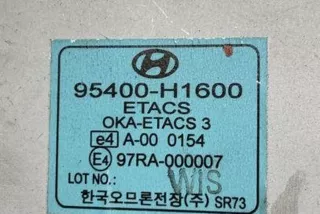 95400-H1600
ETACS
OKA-ETACS 3
e4 A-00 0154
E4 97RA-000007
LOT NO.: WIS
한국오므론전장(주) SR73